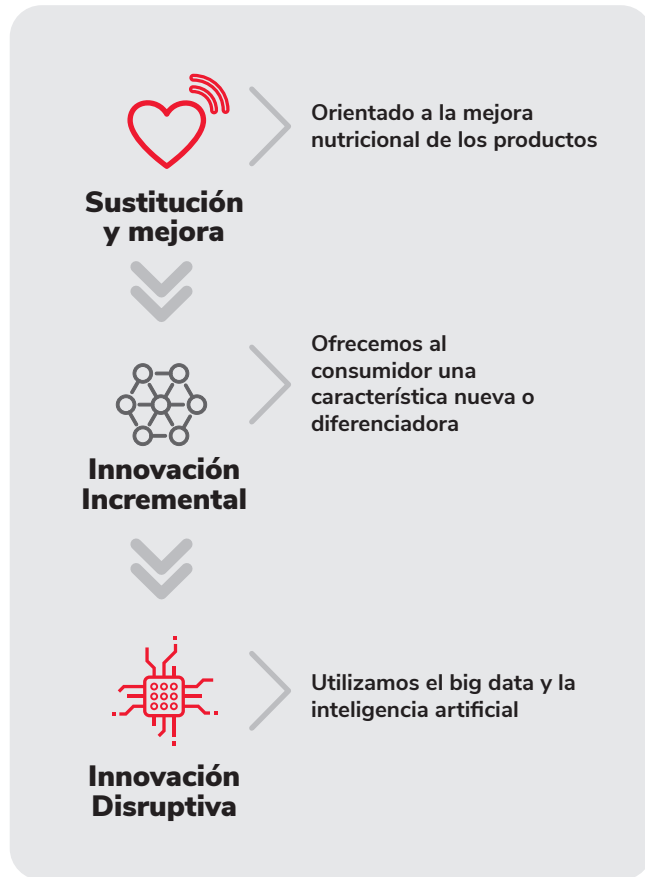 Orientado a la mejora
nutricional de los productos
Sustitución
y mejora
Ofrecemos al
consumidor una
característica nueva o
diferenciadora
Innovación
Incremental
Utilizamos el big data y la
inteligencia artificial
Innovación
Disruptiva